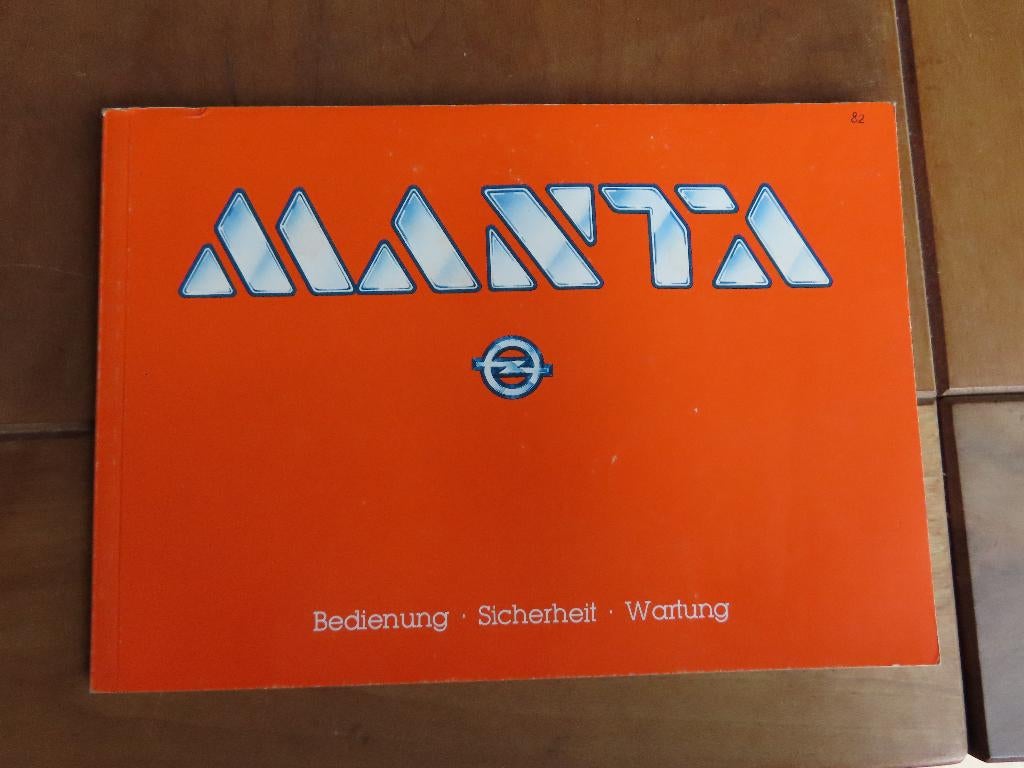 82
MANTA
Bedienung · Sicherheit · Wartung